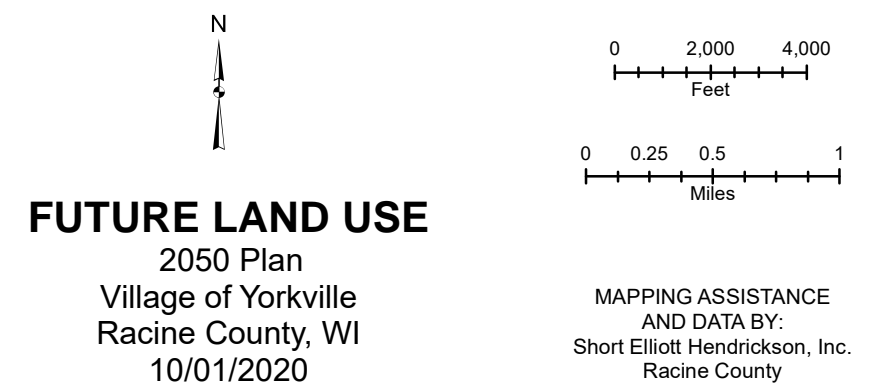 N
FUTURE LAND USE
2050 Plan
Village of Yorkville
Racine County, WI
10/01/2020
0 2,000 4,000
Feet
0 0.25 0.5 1
Miles
MAPPING ASSISTANCE
AND DATA BY:
Short Elliott Hendrickson, Inc.
Racine County